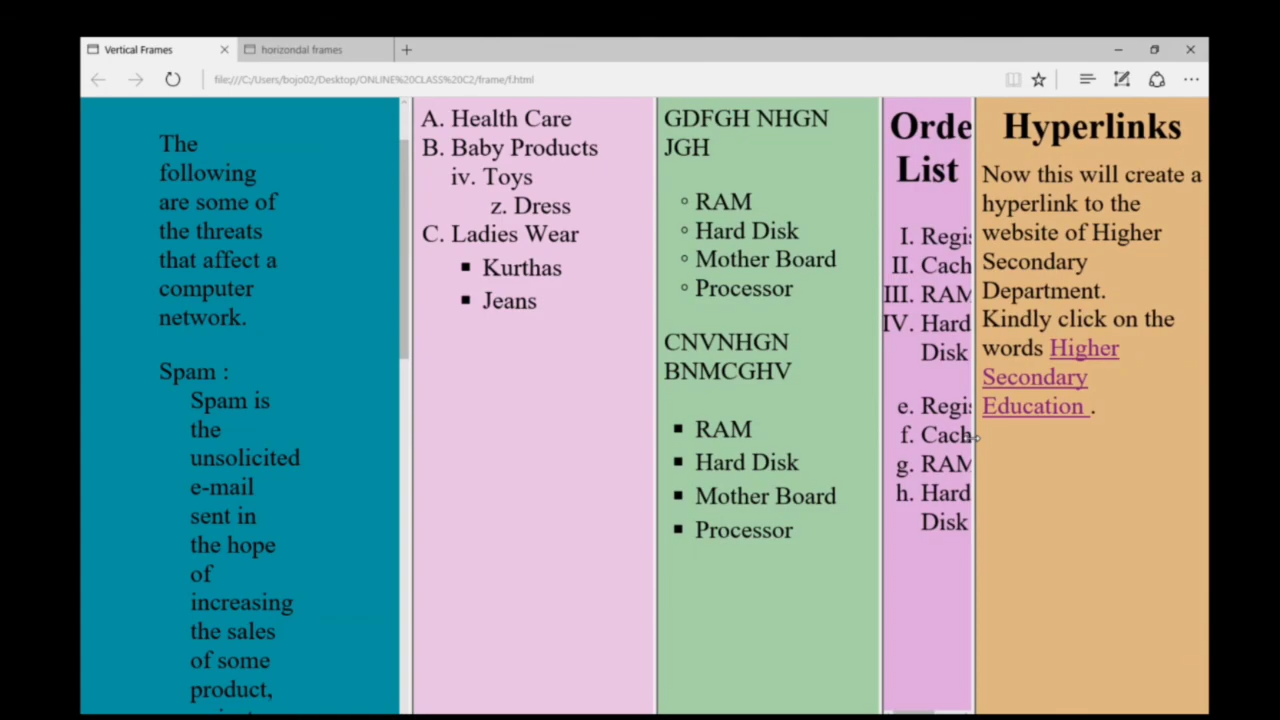 Vertical Frames
horizondal frames
file:///C:/Users/bojo02/Desktop/ONLINE%20CLASS%20C2/frame/f.html
The
following
are some of
the threats
that affect a
computer
network.
Spam :
Spam is
the
unsolicited
e-mail
sent in
the hope
of
increasing
the sales
of some
product,
A. Health Care
B. Baby Products
iv. Toys
z. Dress
C. Ladies Wear
▪ Kurthas
▪ Jeans
GDFGH NHGN
JGH
◦ RAM
◦ Hard Disk
◦ Mother Board
◦ Processor
CNVNHGN
BNMCGHV
▪ RAM
▪ Hard Disk
▪ Mother Board
▪ Processor
Orde
List
I. Regis
II. Cach
III. RAM
IV. Hard
Disk
e. Regis
f. Cach
g. RAM
h. Hard
Disk
Hyperlinks
Now this will create a
hyperlink to the
website of Higher
Secondary
Department.
Kindly click on the
words Higher
Secondary
Education .